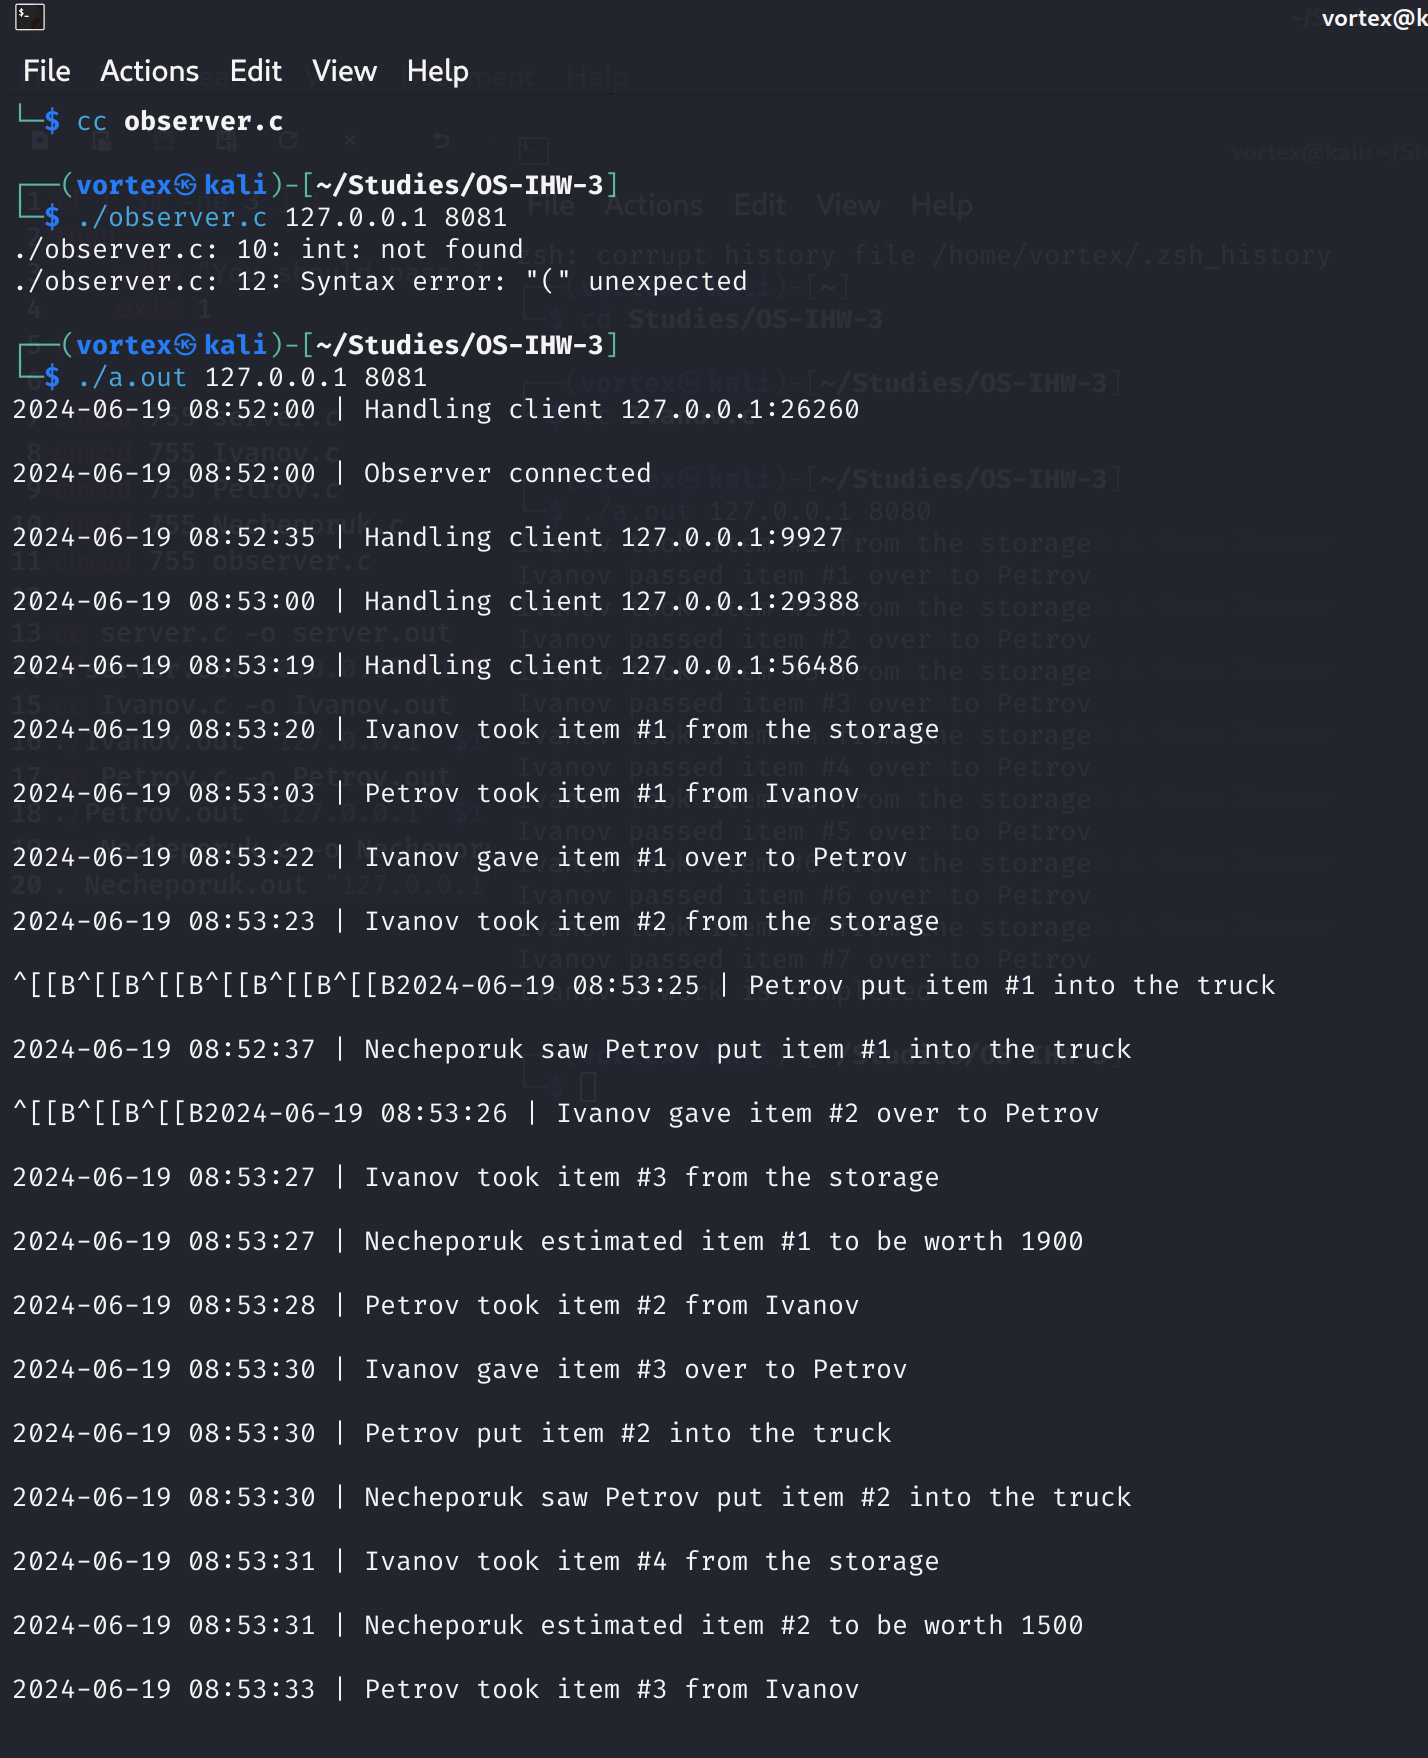 vortex@k
File Actions Edit View Help
└─$ cc observer.c
┌──(vortex㉿kali)-[~/Studies/OS-IHW-3]
└─$ ./observer.c 127.0.0.1 8081
./observer.c: 10: int: not found
./observer.c: 12: Syntax error: "(" unexpected
┌──(vortex㉿kali)-[~/Studies/OS-IHW-3]
└─$ ./a.out 127.0.0.1 8081
2024-06-19 08:52:00 | Handling client 127.0.0.1:26260
2024-06-19 08:52:00 | Observer connected
2024-06-19 08:52:35 | Handling client 127.0.0.1:9927
2024-06-19 08:53:00 | Handling client 127.0.0.1:29388
2024-06-19 08:53:19 | Handling client 127.0.0.1:56486
2024-06-19 08:53:20 | Ivanov took item #1 from the storage
2024-06-19 08:53:03 | Petrov took item #1 from Ivanov
2024-06-19 08:53:22 | Ivanov gave item #1 over to Petrov
2024-06-19 08:53:23 | Ivanov took item #2 from the storage
^[[B^[[B^[[B^[[B^[[B^[[B2024-06-19 08:53:25 | Petrov put item #1 into the truck
2024-06-19 08:52:37 | Necheporuk saw Petrov put item #1 into the truck
^[[B^[[B^[[B2024-06-19 08:53:26 | Ivanov gave item #2 over to Petrov
2024-06-19 08:53:27 | Ivanov took item #3 from the storage
2024-06-19 08:53:27 | Necheporuk estimated item #1 to be worth 1900
2024-06-19 08:53:28 | Petrov took item #2 from Ivanov
2024-06-19 08:53:30 | Ivanov gave item #3 over to Petrov
2024-06-19 08:53:30 | Petrov put item #2 into the truck
2024-06-19 08:53:30 | Necheporuk saw Petrov put item #2 into the truck
2024-06-19 08:53:31 | Ivanov took item #4 from the storage
2024-06-19 08:53:31 | Necheporuk estimated item #2 to be worth 1500
2024-06-19 08:53:33 | Petrov took item #3 from Ivanov